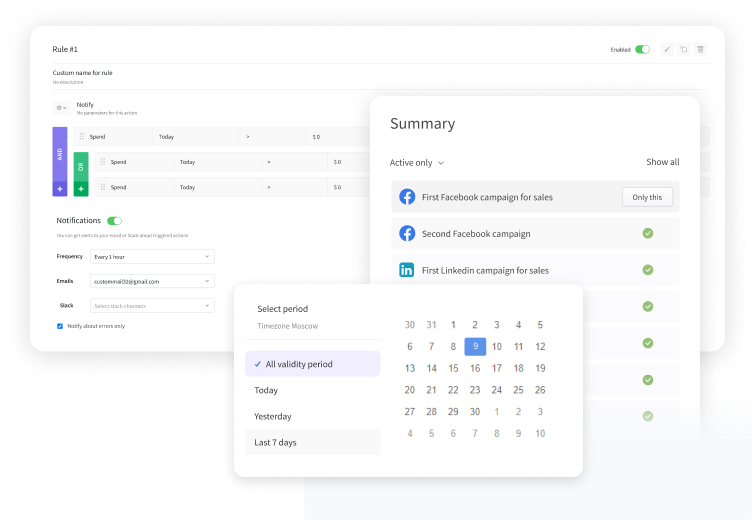 Rule #1
Enabled
Custom name for rule
No description
Notify
No parameters for this action
AND
Spend Today > $ 0
OR
Spend Today = $ 0
Spend Today > $ 0
Notifications
You can get alerts to your email or Slack about triggered actions
Frequency Every 1 hour
Emails custommail32@gmail.com
Slack Select slack channels
Notify about errors only
Summary
Active only Show all
First Facebook campaign for sales Only this
Second Facebook campaign
First Linkedin campaign for sales
Select period
Timezone Moscow
All validity period
Today
Yesterday
Last 7 days
30 31 1 2 3 4 5
6 7 8 9 10 11 12
13 14 15 16 17 18 19
20 21 22 23 24 25 26
27 28 29 30 1 2 3
4 5 6 7 8 9 10